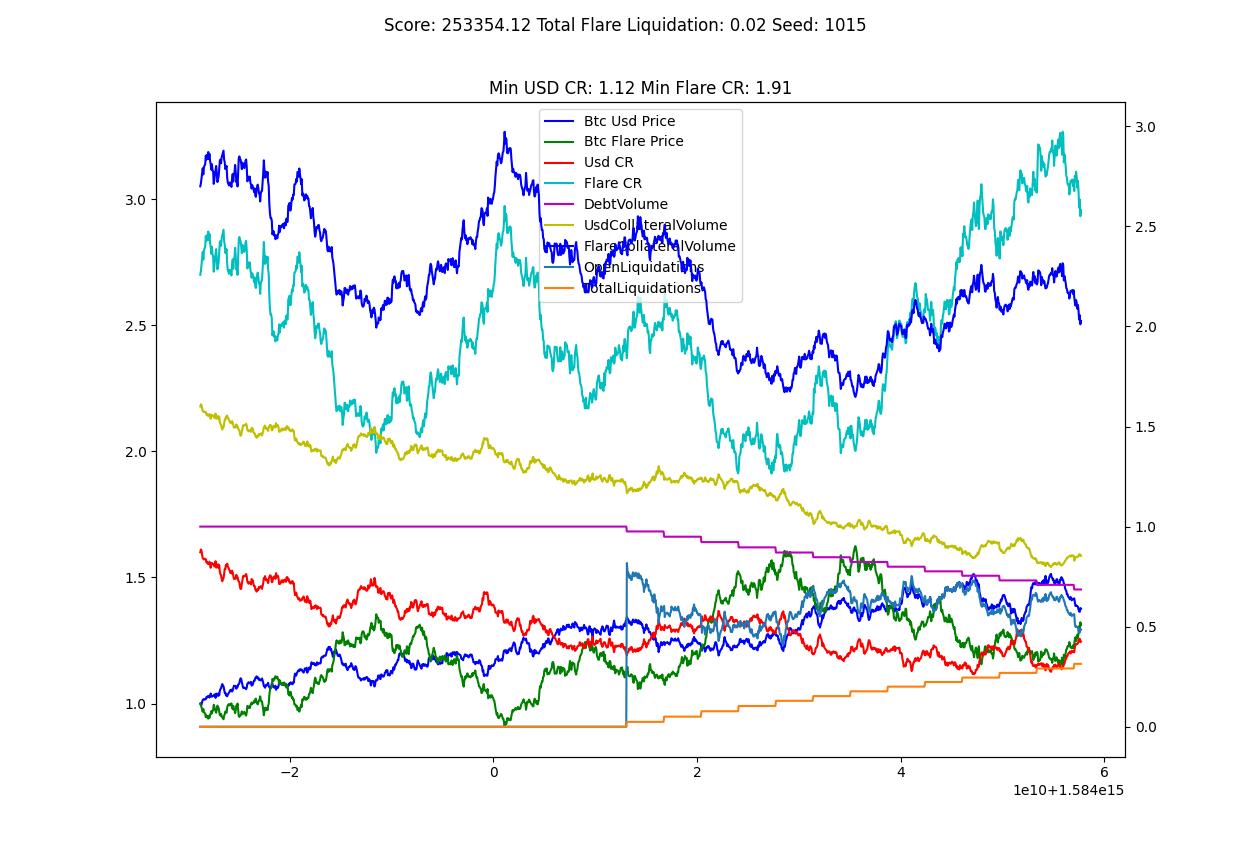 Score: 253354.12 Total Flare Liquidation: 0.02 Seed: 1015
Min USD CR: 1.12 Min Flare CR: 1.91
Btc Usd Price
Btc Flare Price
Usd CR
Flare CR
DebtVolume
UsdCollateralVolume
FlareCollateralVolume
OpenLiquidations
TotalLiquidations
3.0
2.5
2.0
1.5
1.0
3.0
2.5
2.0
1.5
1.0
0.5
0.0
−2 0 2 4 6
1e10+1.584e15